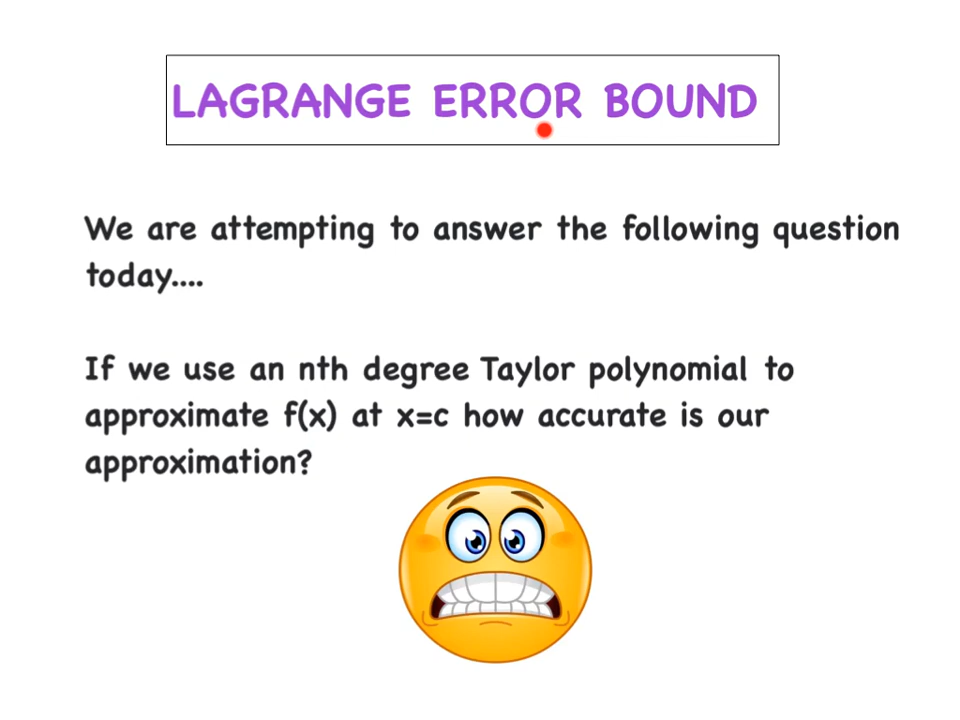 LAGRANGE ERROR BOUND
We are attempting to answer the following question
today....
If we use an nth degree Taylor polynomial to
approximate f(x) at x=c how accurate is our
approximation?